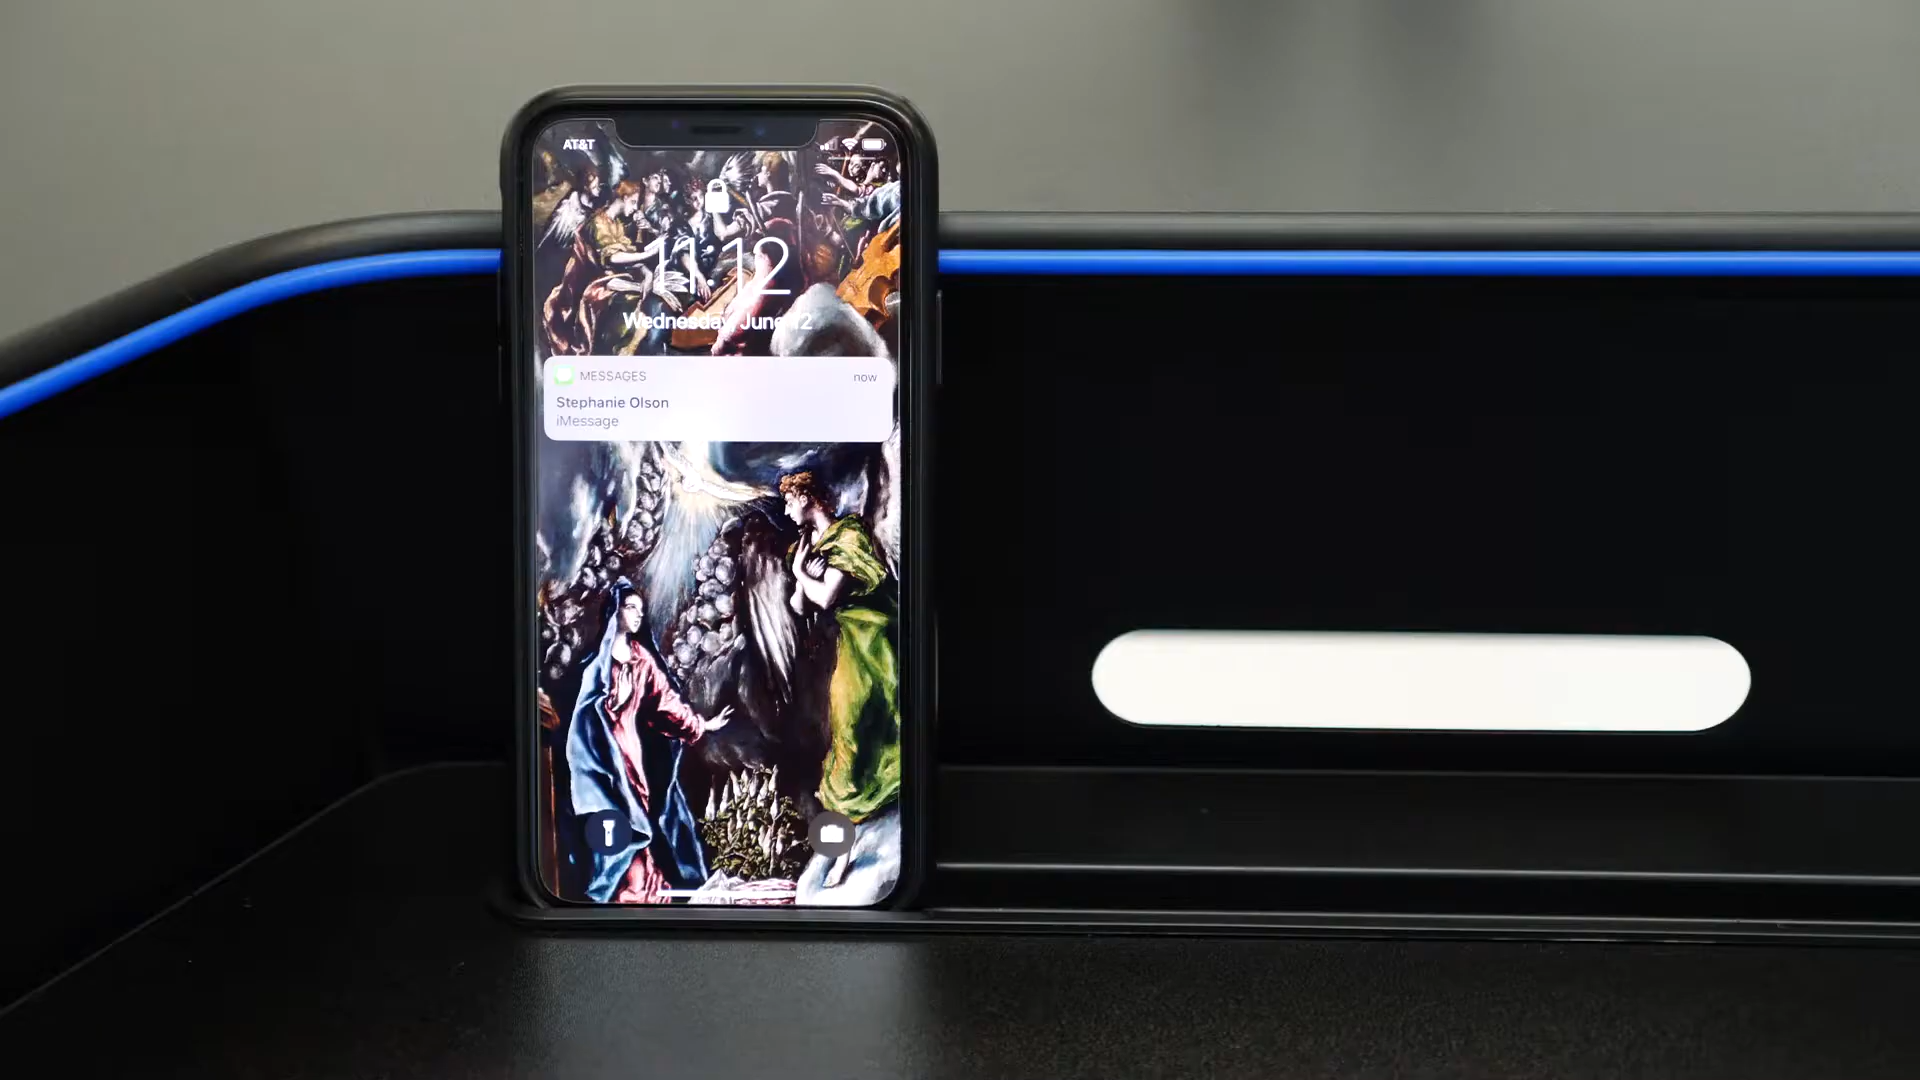 AT&T
11:12
Wednesday, June 12
MESSAGES now
Stephanie Olson
iMessage